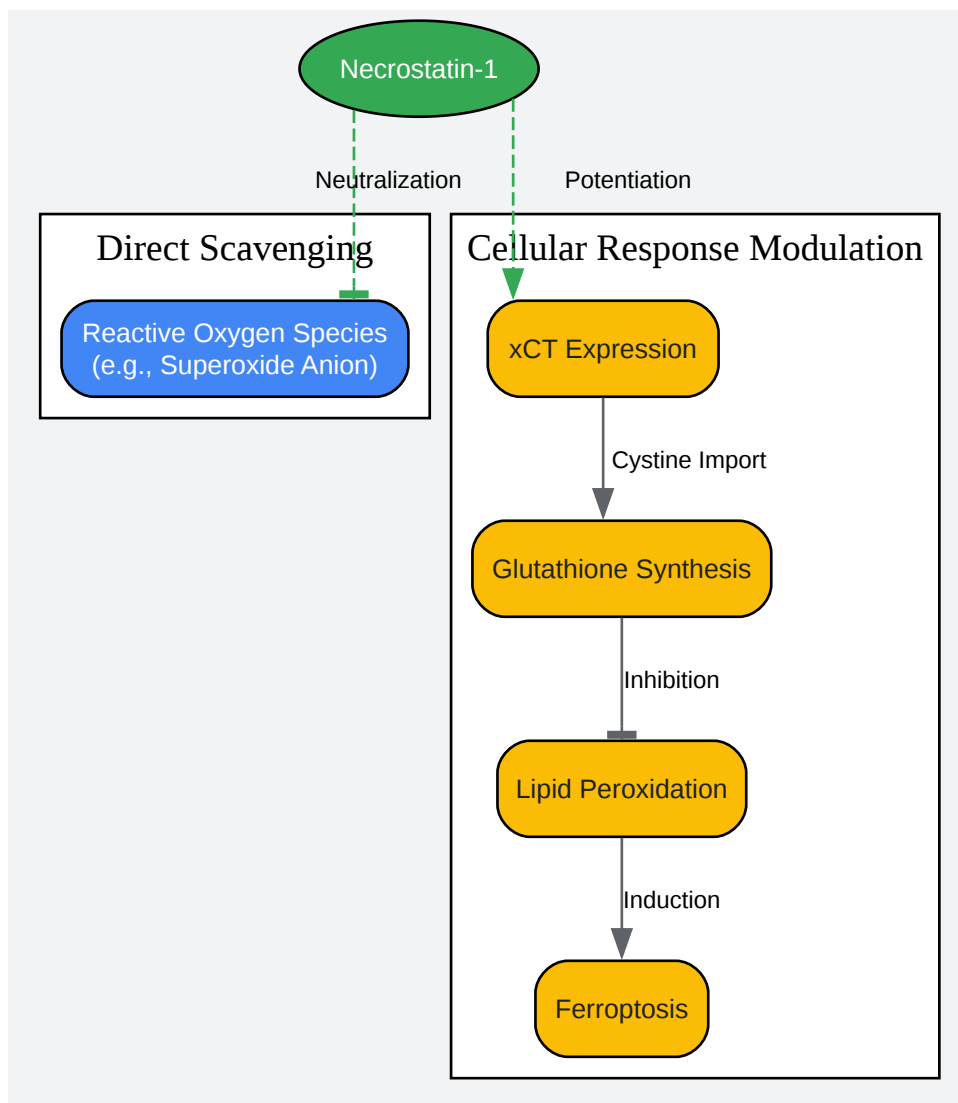 Necrostatin-1
Neutralization
Potentiation
Direct Scavenging
Cellular Response Modulation
Reactive Oxygen Species
(e.g., Superoxide Anion)
xCT Expression
Cystine Import
Glutathione Synthesis
Inhibition
Lipid Peroxidation
Induction
Ferroptosis